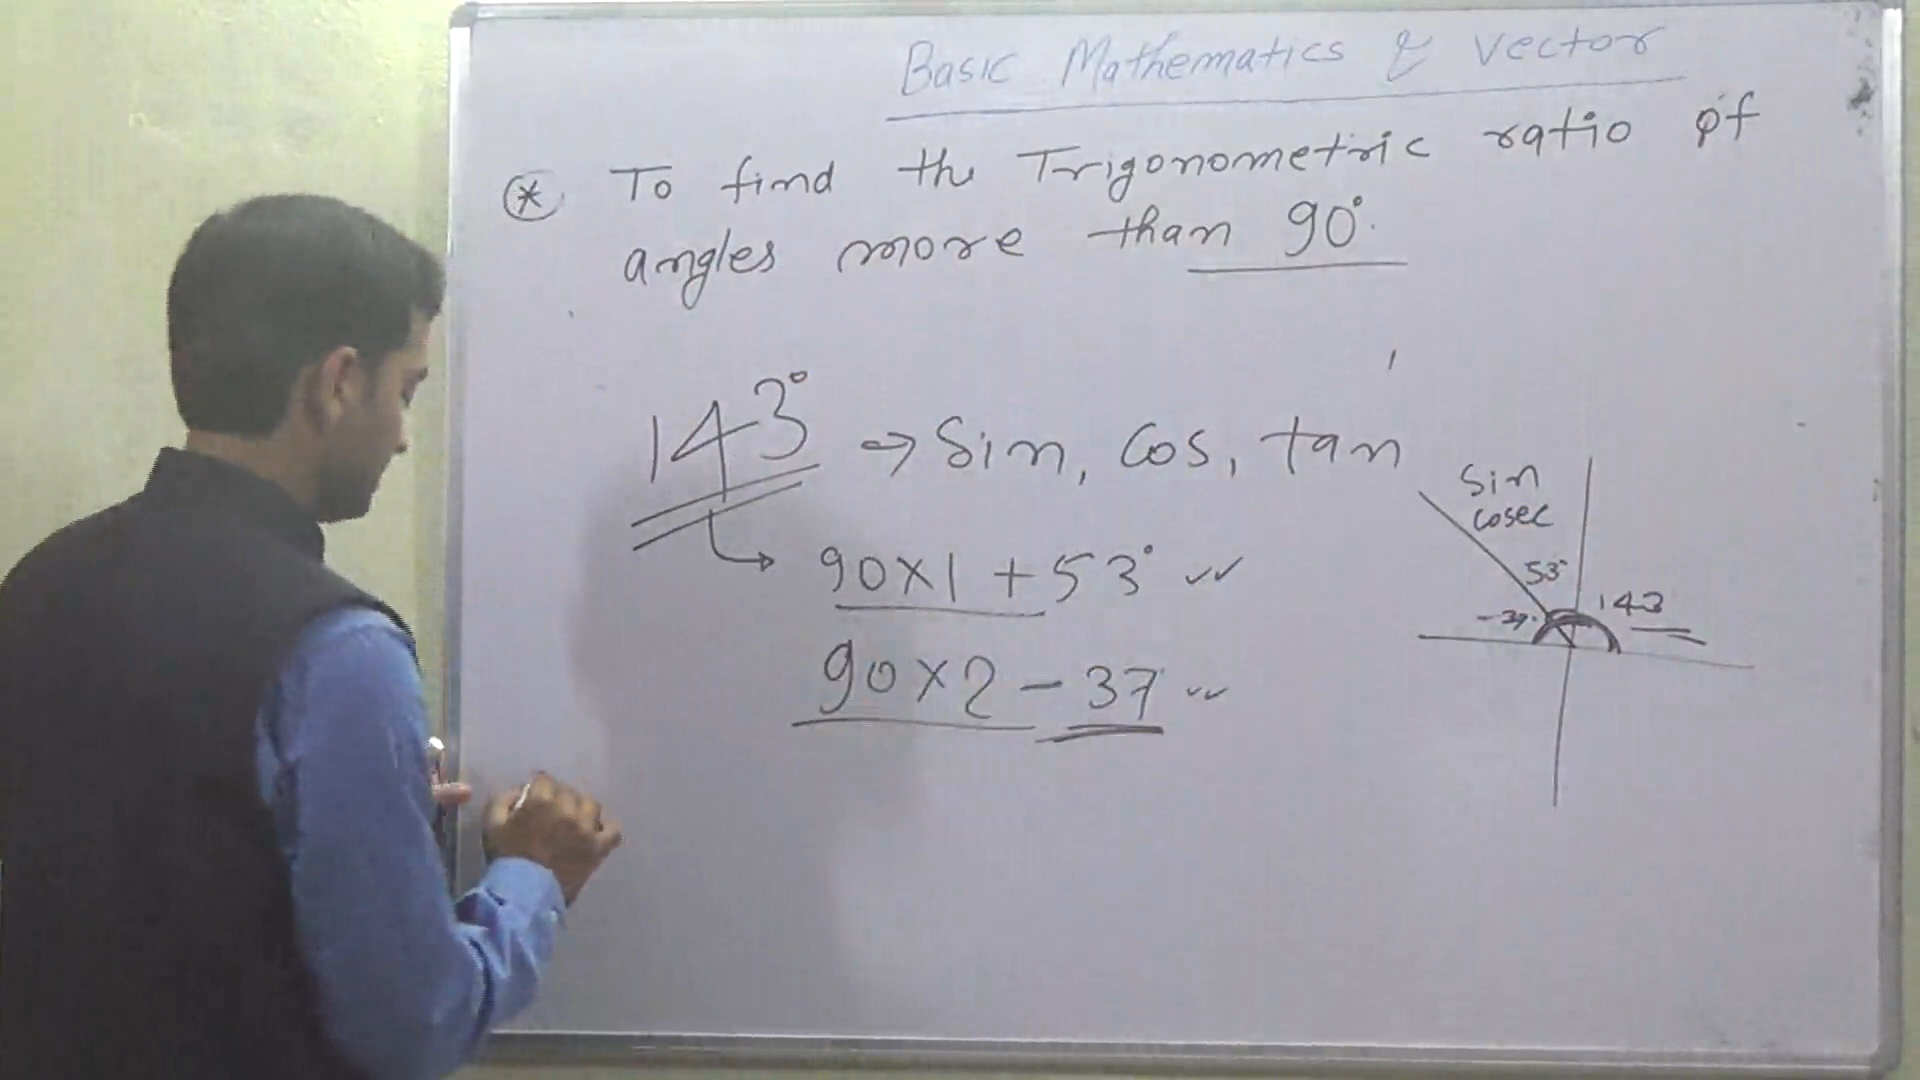 Basic Mathematics & Vector
* To find the Trigonometric ratio of
angles more than 90°.
143° → Sin, Cos, tan
90×1 + 53°
90×2 - 37
Sin
cosec
53°
143
-37°